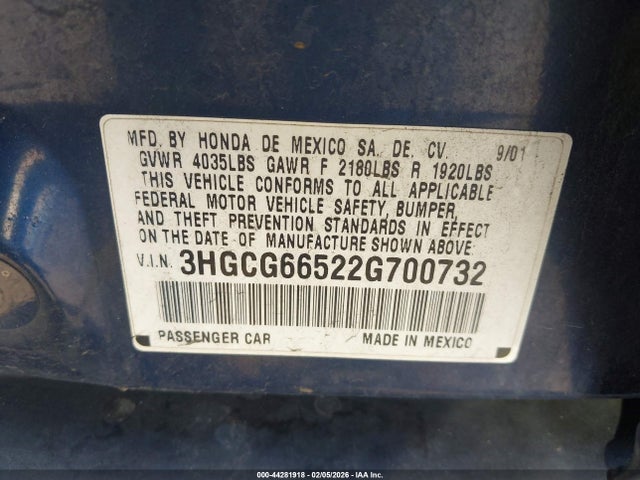 MFD. BY HONDA DE MEXICO SA. DE. CV. 9/01
GVWR 4035LBS GAWR F 2180LBS R 1920LBS
THIS VEHICLE CONFORMS TO ALL APPLICABLE
FEDERAL MOTOR VEHICLE SAFETY, BUMPER,
AND THEFT PREVENTION STANDARDS IN EFFECT
ON THE DATE OF MANUFACTURE SHOWN ABOVE.
V.I.N. 3HGCG66522G700732
PASSENGER CAR MADE IN MEXICO
000-44281918 - 02/05/2026 - IAA Inc.